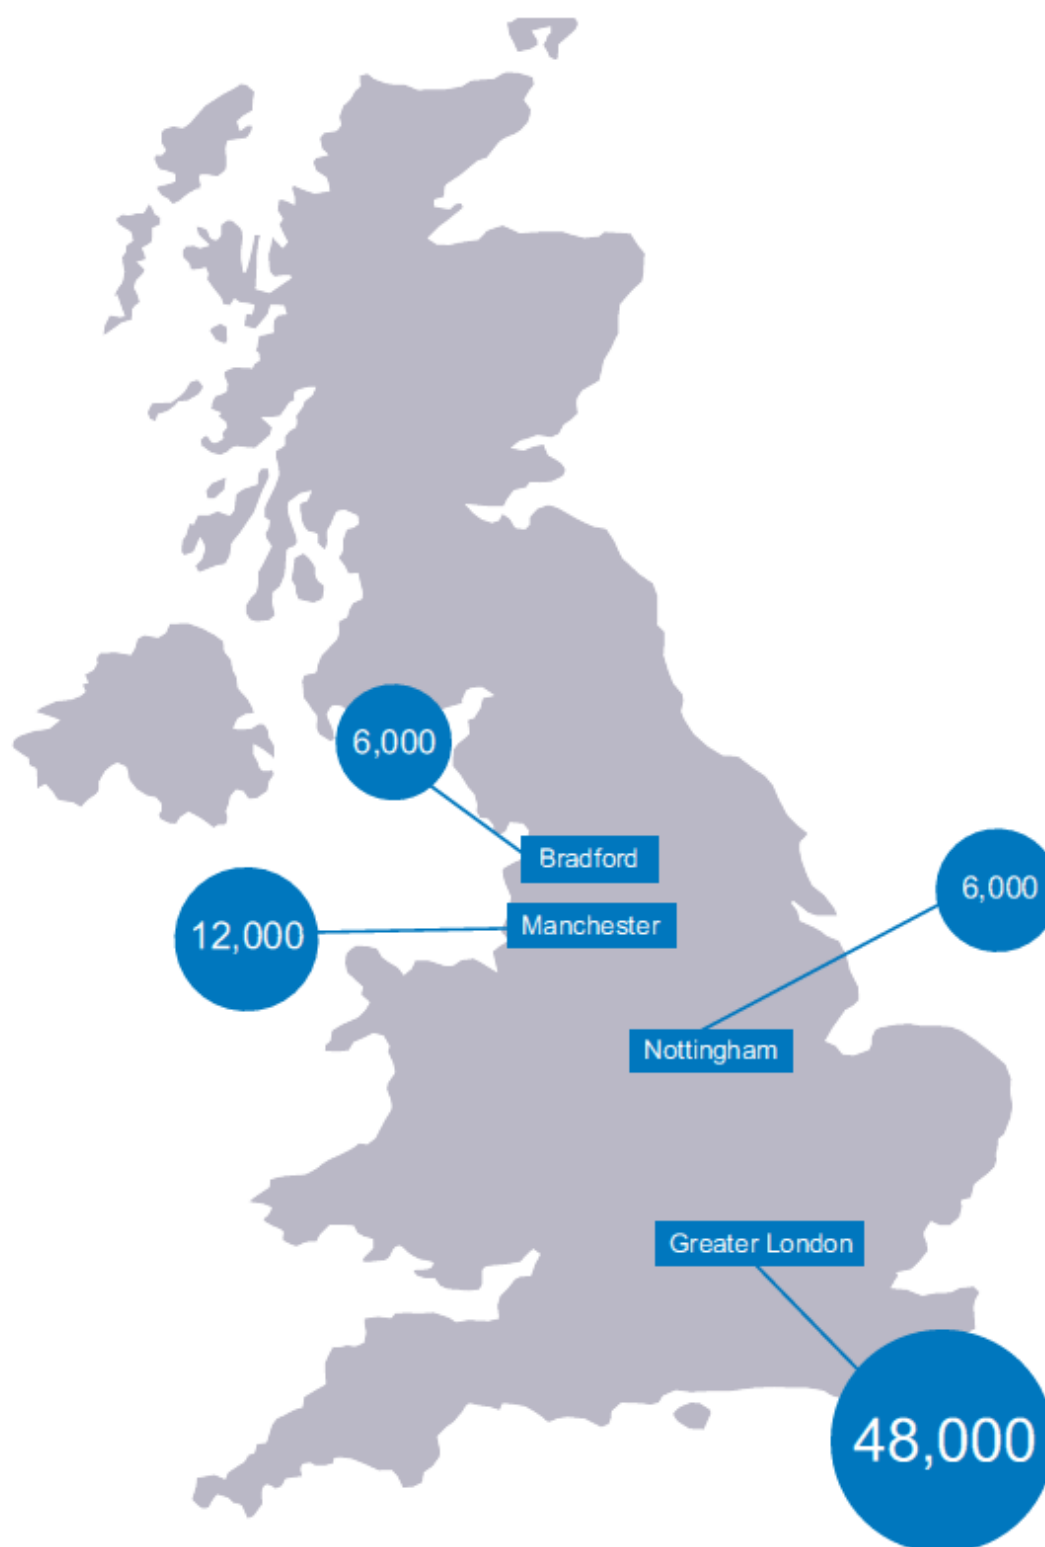 6,000
Bradford
12,000
Manchester
6,000
Nottingham
Greater London
48,000